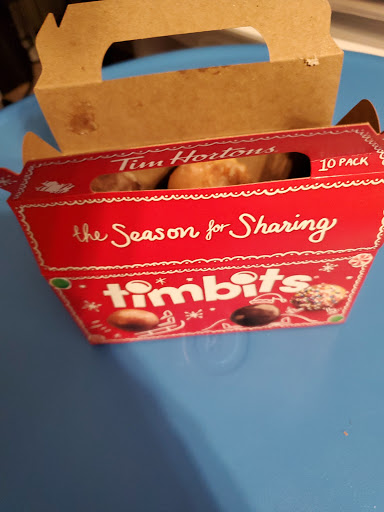 Tim Hortons
10 PACK
the Season for Sharing
timbits